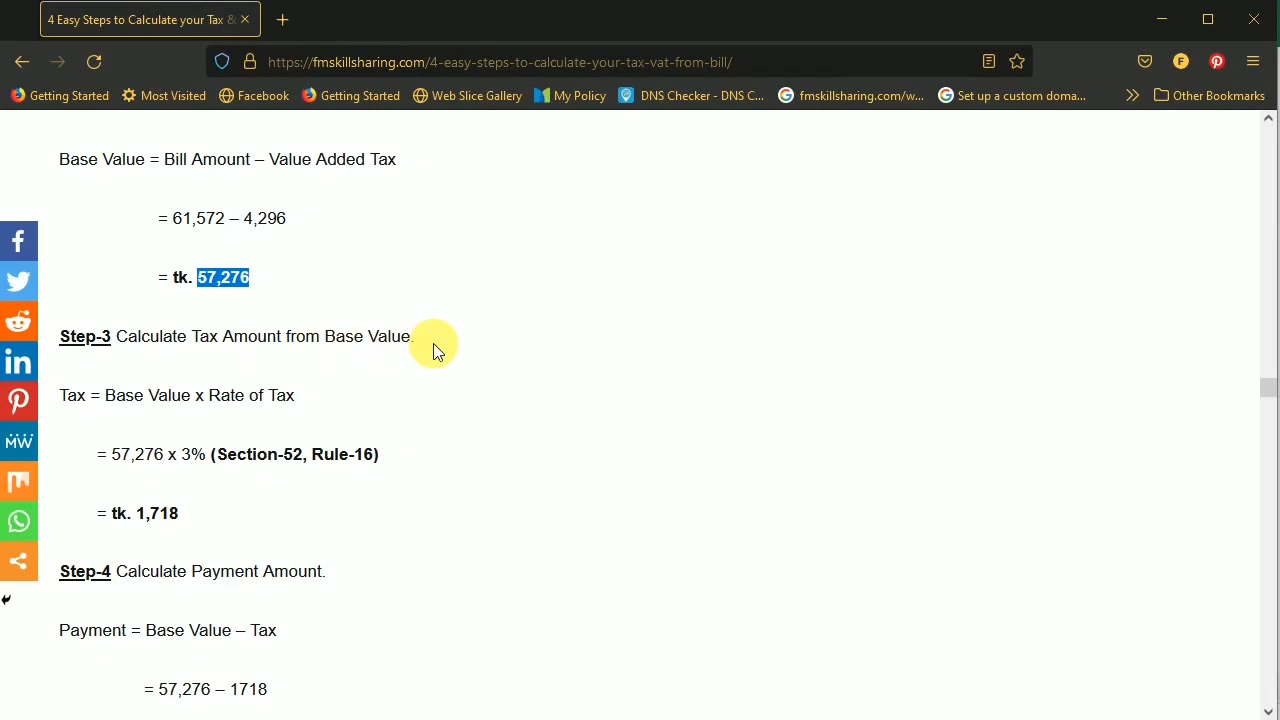 4 Easy Steps to Calculate your Tax &
https://fmskillsharing.com/4-easy-steps-to-calculate-your-tax-vat-from-bill/
Getting Started Most Visited Facebook Getting Started Web Slice Gallery My Policy DNS Checker - DNS C... fmskillsharing.com/w... Set up a custom doma... Other Bookmarks
Base Value = Bill Amount – Value Added Tax
= 61,572 – 4,296
= tk. 57,276
Step-3 Calculate Tax Amount from Base Value.
Tax = Base Value x Rate of Tax
= 57,276 x 3% (Section-52, Rule-16)
= tk. 1,718
Step-4 Calculate Payment Amount.
Payment = Base Value – Tax
= 57,276 – 1718